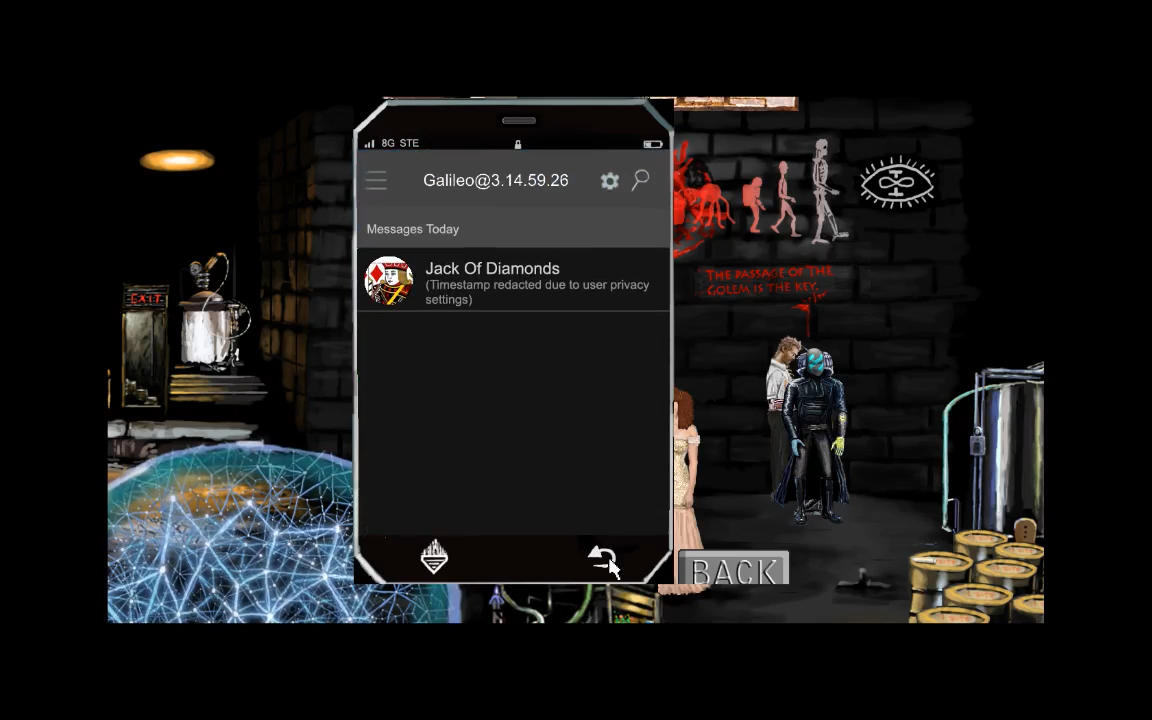 8G STE
Galileo@3.14.59.26
Messages Today
Jack Of Diamonds
(Timestamp redacted due to user privacy
settings)
EXIT
THE PASSAGE OF THE
GOLEM IS THE KEY.
BACK